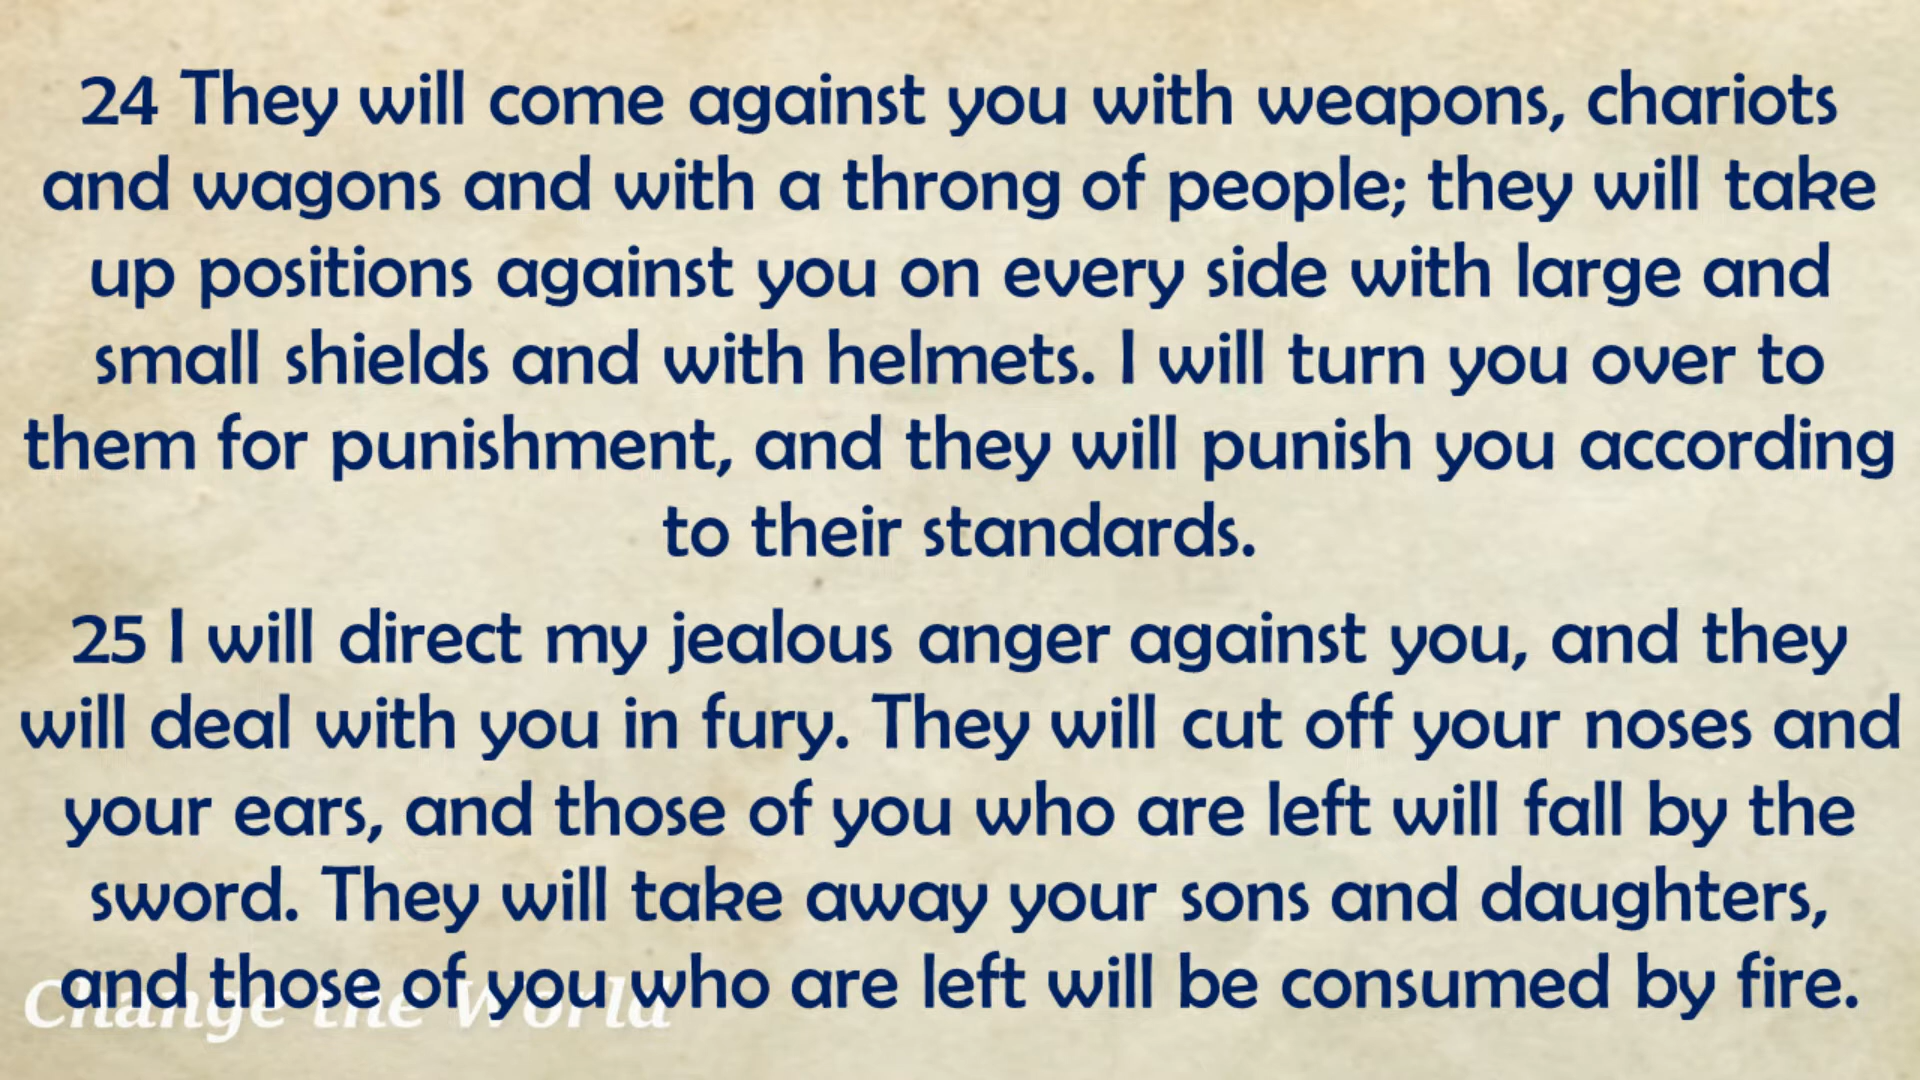 24 They will come against you with weapons, chariots
and wagons and with a throng of people; they will take
up positions against you on every side with large and
small shields and with helmets. I will turn you over to
them for punishment, and they will punish you according
to their standards.
25 I will direct my jealous anger against you, and they
will deal with you in fury. They will cut off your noses and
your ears, and those of you who are left will fall by the
sword. They will take away your sons and daughters,
and those of you who are left will be consumed by fire.
Change the World